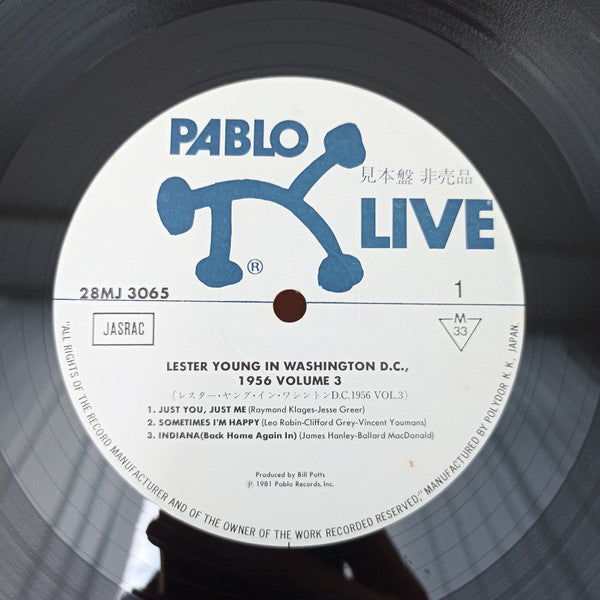 PABLO
見本盤 非売品
LIVE
®
28MJ 3065
1
JASRAC
M
33
LESTER YOUNG IN WASHINGTON D.C.,
1956 VOLUME 3
(レスター・ヤング・イン・ワシントンD.C.1956 VOL.3)
1. JUST YOU, JUST ME (Raymond Klages-Jesse Greer)
2. SOMETIMES I'M HAPPY (Leo Robin-Clifford Grey-Vincent Youmans)
3. INDIANA (Back Home Again In) (James Hanley-Ballard MacDonald)
Produced by Bill Potts
℗ 1981 Pablo Records, Inc.
"ALL RIGHTS OF THE RECORD MANUFACTURER AND OF THE OWNER OF THE WORK RECORDED RESERVED," MANUFACTURED BY POLYDOR K. K., JAPAN.